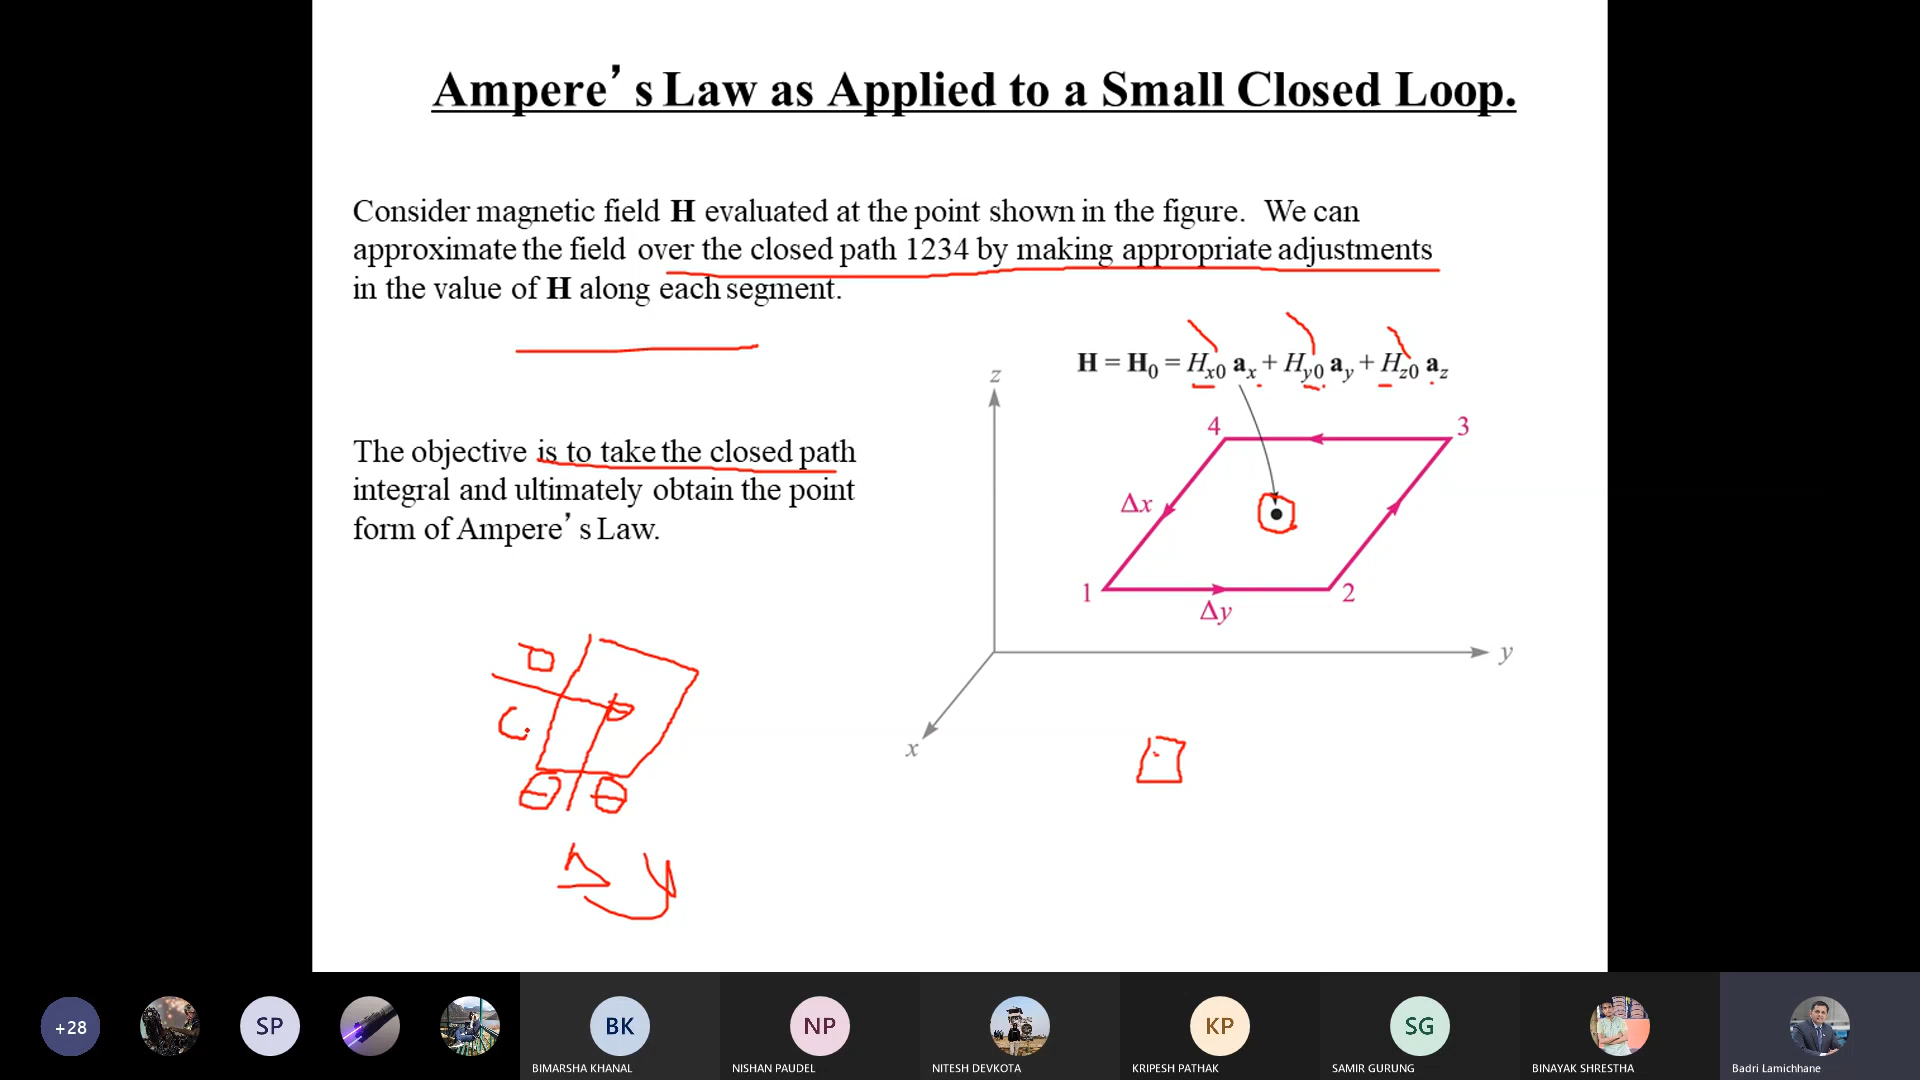 Ampere's Law as Applied to a Small Closed Loop.
Consider magnetic field H evaluated at the point shown in the figure. We can
approximate the field over the closed path 1234 by making appropriate adjustments
in the value of H along each segment.
H = H0 = Hx0 ax + Hy0 ay + Hz0 az
z
The objective is to take the closed path
integral and ultimately obtain the point
form of Ampere's Law.
4
3
Δx
1
2
Δy
y
x
+28
SP
BK
NP
KP
SG
BIMARSHA KHANAL
NISHAN PAUDEL
NITESH DEVKOTA
KRIPESH PATHAK
SAMIR GURUNG
BINAYAK SHRESTHA
Badri Lamichhane